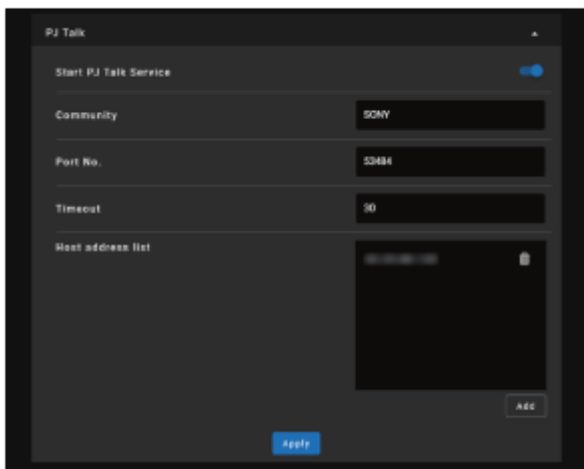 PJ Talk
Start PJ Talk Service
Community
SONY
Port No.
53484
Timeout
30
Host address list
Add
Apply